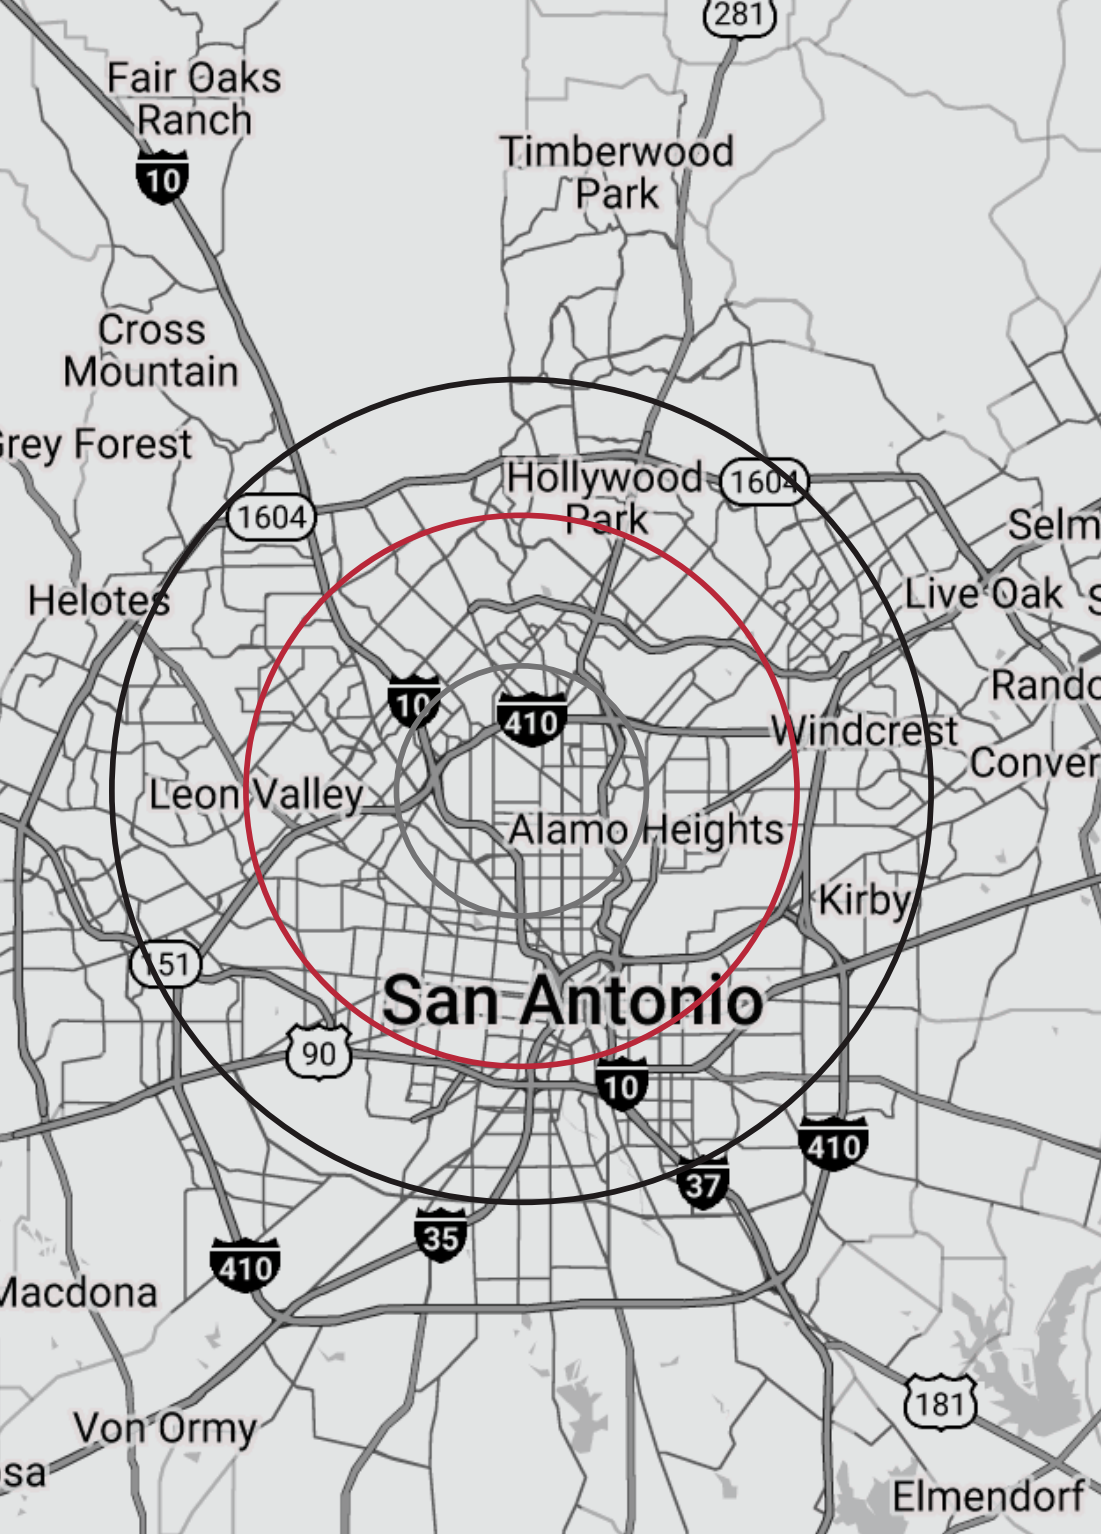 281
Fair Oaks
Ranch
10
Timberwood
Park
Cross
Mountain
Grey Forest
Hollywood
Park
1604
1604
Selm
Helotes
Live Oak
S
Rando
10
410
Windcrest
Conver
Leon Valley
Alamo Heights
Kirby
151
San Antonio
90
10
410
37
35
410
Macdona
181
Von Ormy
osa
Elmendorf